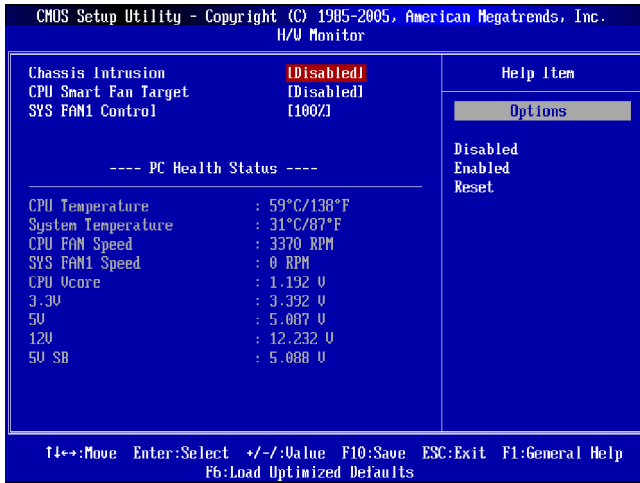 CMOS Setup Utility - Copyright (C) 1985-2005, American Megatrends, Inc.
H/W Monitor
Chassis Intrusion [Disabled]
CPU Smart Fan Target [Disabled]
SYS FAN1 Control [100%]
---- PC Health Status ----
CPU Temperature : 59°C/138°F
System Temperature : 31°C/87°F
CPU FAN Speed : 3370 RPM
SYS FAN1 Speed : 0 RPM
CPU Vcore : 1.192 V
3.3V : 3.392 V
5V : 5.087 V
12V : 12.232 V
5V SB : 5.088 V
Help Item
Options
Disabled
Enabled
Reset
↑↓←→:Move Enter:Select +/-/:Value F10:Save ESC:Exit F1:General Help
F6:Load Optimized Defaults